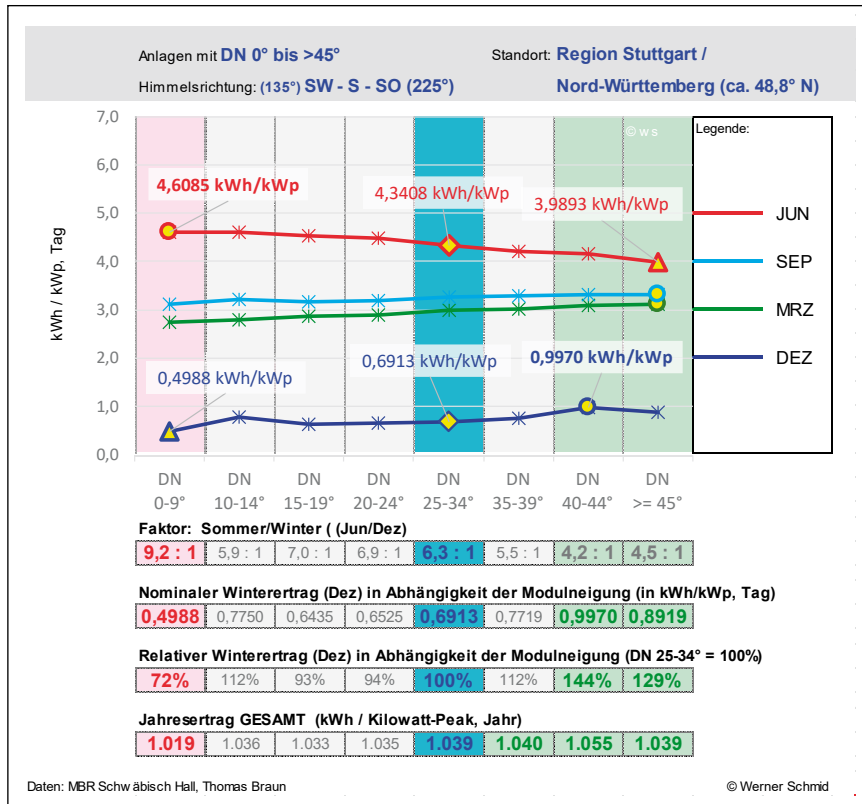 Anlagen mit DN 0° bis >45° Standort: Region Stuttgart /
Himmelsrichtung: (135°) SW - S - SO (225°) Nord-Württemberg (ca. 48,8° N)
kWh / kWp, Tag
7,0
6,0
5,0
4,0
3,0
2,0
1,0
0,0
© w s
4,6085 kWh/kWp
4,3408 kWh/kWp
3,9893 kWh/kWp
0,4988 kWh/kWp
0,6913 kWh/kWp
0,9970 kWh/kWp
Legende:
JUN
SEP
MRZ
DEZ
DN DN DN DN DN DN DN DN
0-9° 10-14° 15-19° 20-24° 25-34° 35-39° 40-44° >= 45°
Faktor: Sommer/Winter ( (Jun/Dez)
9,2 : 1 5,9 : 1 7,0 : 1 6,9 : 1 6,3 : 1 5,5 : 1 4,2 : 1 4,5 : 1
Nominaler Winterertrag (Dez) in Abhängigkeit der Modulneigung (in kWh/kWp, Tag)
0,4988 0,7750 0,6435 0,6525 0,6913 0,7719 0,9970 0,8919
Relativer Winterertrag (Dez) in Abhängigkeit der Modulneigung (DN 25-34° = 100%)
72% 112% 93% 94% 100% 112% 144% 129%
Jahresertrag GESAMT (kWh / Kilowatt-Peak, Jahr)
1.019 1.036 1.033 1.035 1.039 1.040 1.055 1.039
Daten: MBR Schwäbisch Hall, Thomas Braun © Werner Schmid